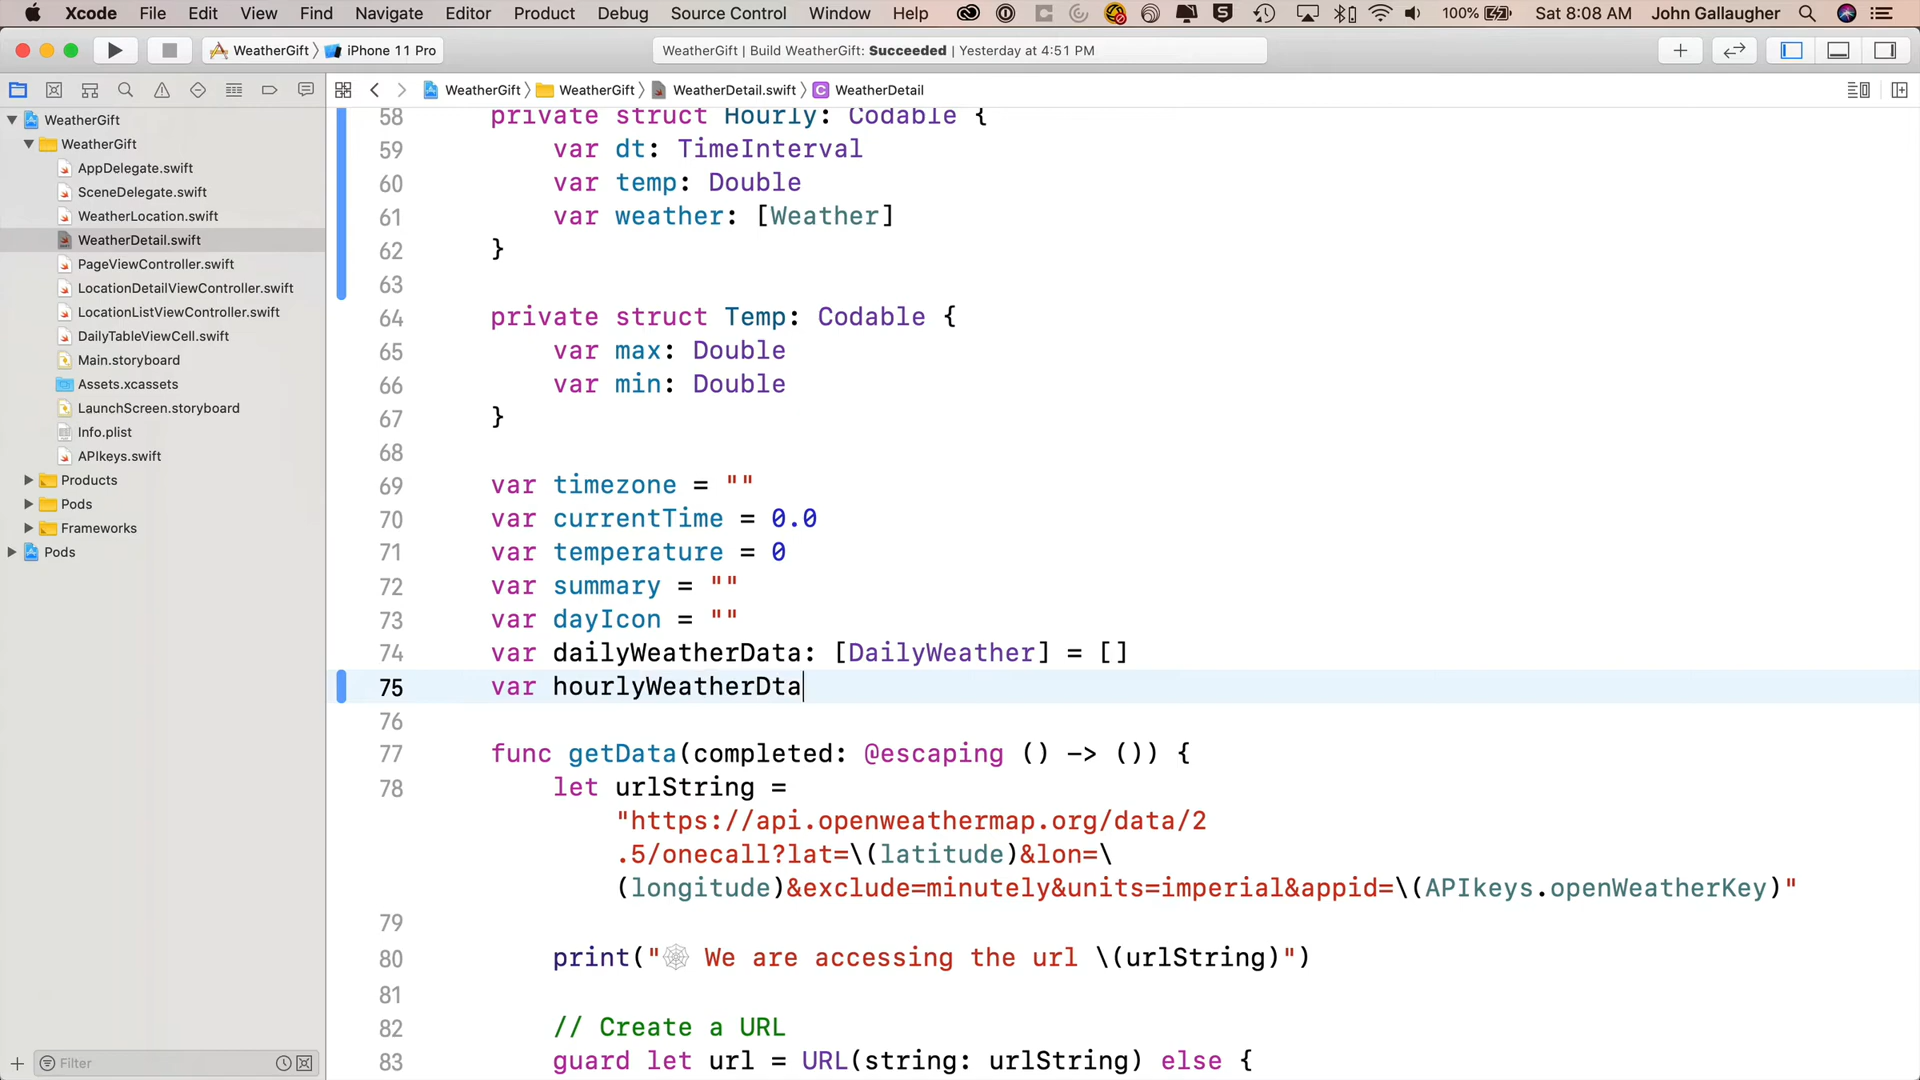 Xcode File Edit View Find Navigate Editor Product Debug Source Control Window Help 100% Sat 8:08 AM John Gallaugher
WeatherGift iPhone 11 Pro WeatherGift | Build WeatherGift: Succeeded | Yesterday at 4:51 PM
WeatherGift WeatherGift WeatherDetail.swift C WeatherDetail
WeatherGift
WeatherGift
AppDelegate.swift
SceneDelegate.swift
WeatherLocation.swift
WeatherDetail.swift
PageViewController.swift
LocationDetailViewController.swift
LocationListViewController.swift
DailyTableViewCell.swift
Main.storyboard
Assets.xcassets
LaunchScreen.storyboard
Info.plist
APIkeys.swift
Products
Pods
Frameworks
Pods
Filter
58 private struct Hourly: Codable {
59 var dt: TimeInterval
60 var temp: Double
61 var weather: [Weather]
62 }
63
64 private struct Temp: Codable {
65 var max: Double
66 var min: Double
67 }
68
69 var timezone = ""
70 var currentTime = 0.0
71 var temperature = 0
72 var summary = ""
73 var dayIcon = ""
74 var dailyWeatherData: [DailyWeather] = []
75 var hourlyWeatherDta
76
77 func getData(completed: @escaping () -> ()) {
78 let urlString =
"https://api.openweathermap.org/data/2
.5/onecall?lat=\(latitude)&lon=\
(longitude)&exclude=minutely&units=imperial&appid=\(APIkeys.openWeatherKey)"
79
80 print("🕸 We are accessing the url \(urlString)")
81
82 // Create a URL
83 guard let url = URL(string: urlString) else {